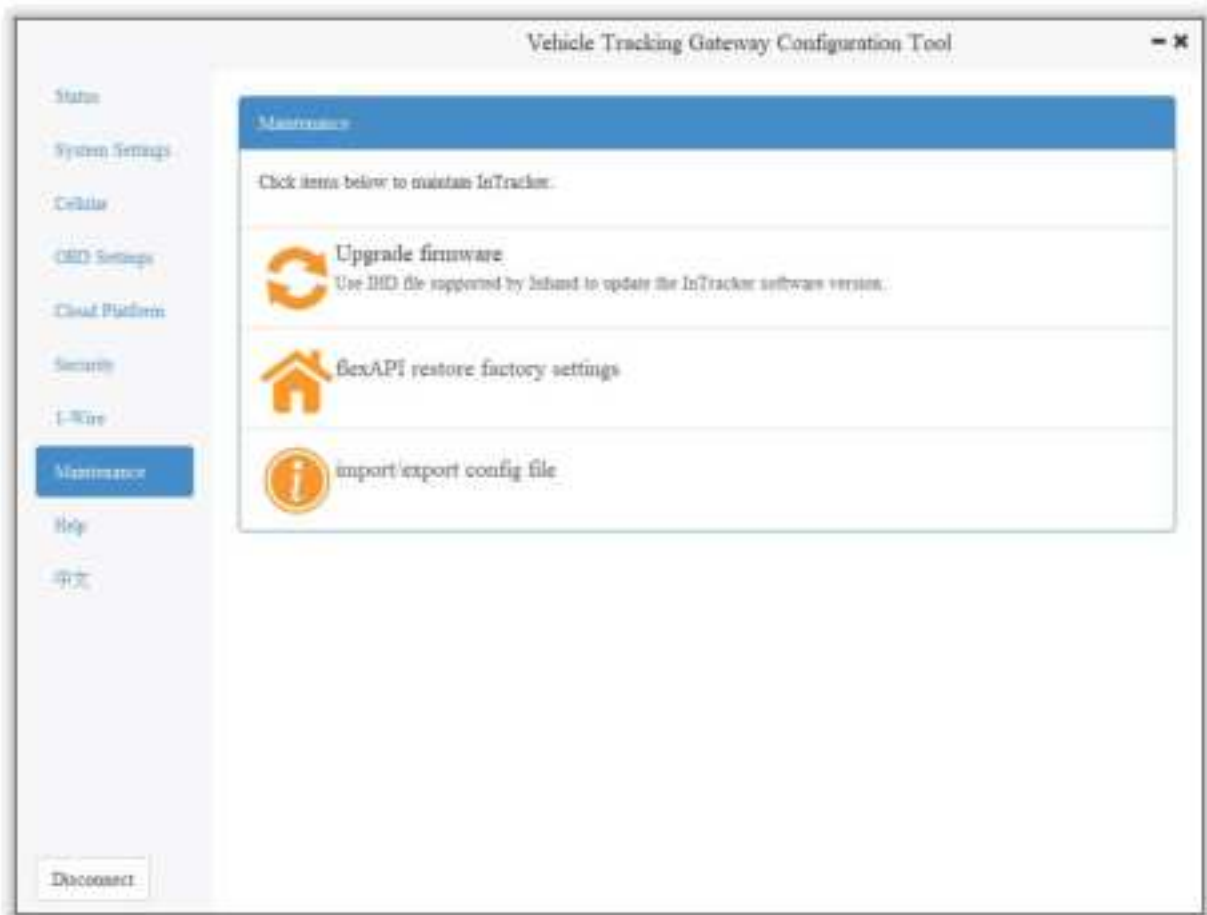 Vehicle Tracking Gateway Configuration Tool
Status
System Settings
Cellular
OBD Settings
Cloud Platform
Security
1-Wire
Maintenance
Help
中文
Disconnect
Maintenance
Click items below to maintain InTracker.
Upgrade firmware
Use IHD file supported by Inhand to update the InTracker software version.
flexAPI restore factory settings
import/export config file